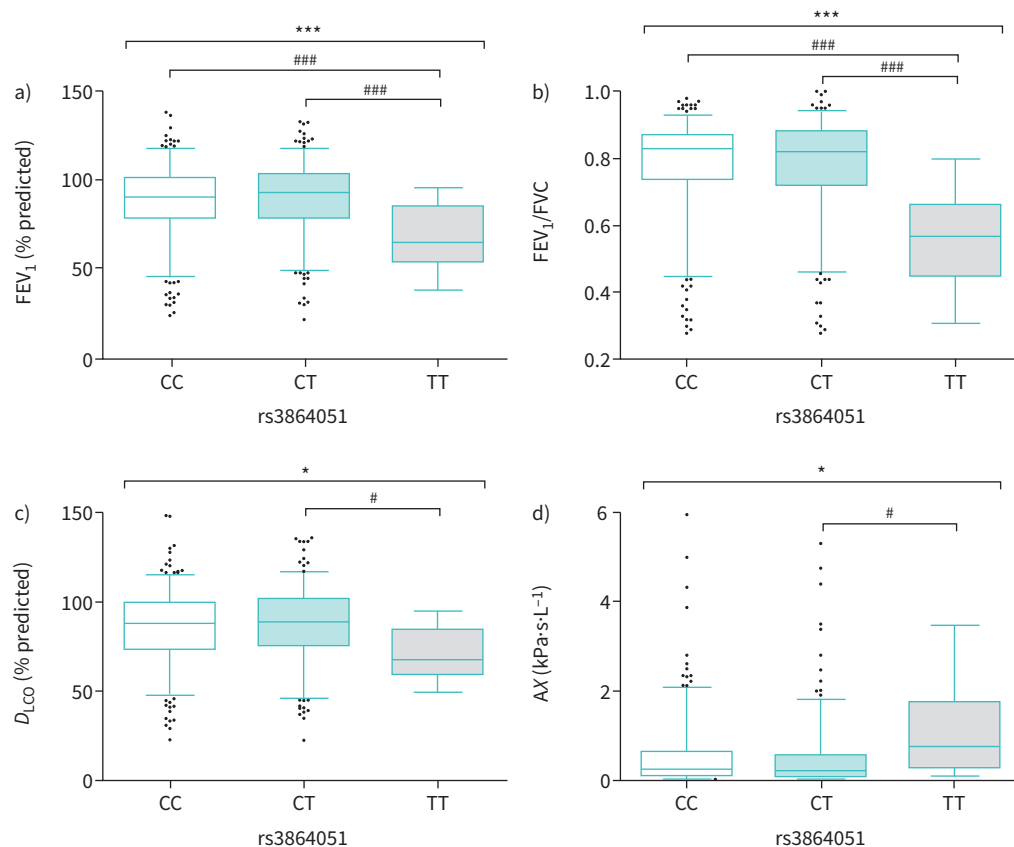 a)
***
###
###
FEV₁ (% predicted)
150
100
50
0
CC CT TT
rs3864051
b)
***
###
###
FEV₁/FVC
1.0
0.8
0.6
0.4
0.2
CC CT TT
rs3864051
c)
*
#
DLCO (% predicted)
150
100
50
0
CC CT TT
rs3864051
d)
*
#
AX (kPa·s·L⁻¹)
6
4
2
0
CC CT TT
rs3864051